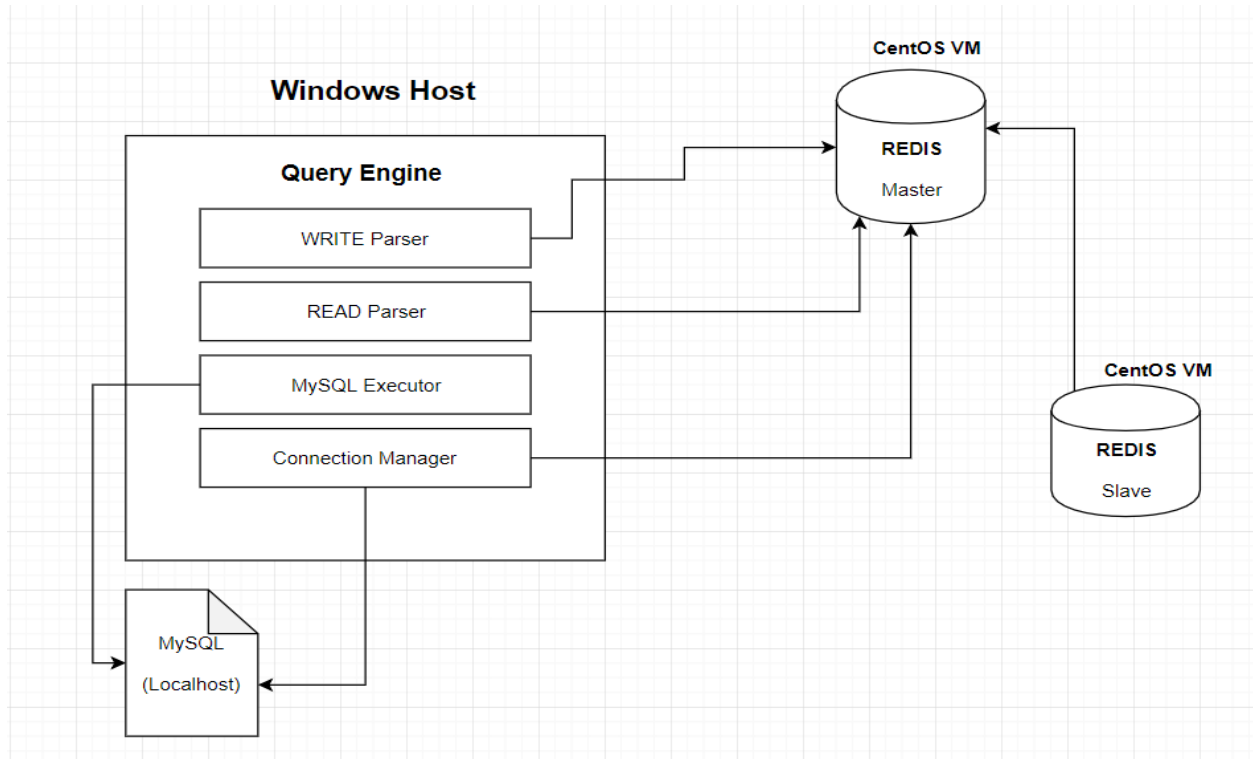 CentOS VM
Windows Host
REDIS
Master
Query Engine
WRITE Parser
READ Parser
MySQL Executor
Connection Manager
CentOS VM
REDIS
Slave
MySQL
(Localhost)